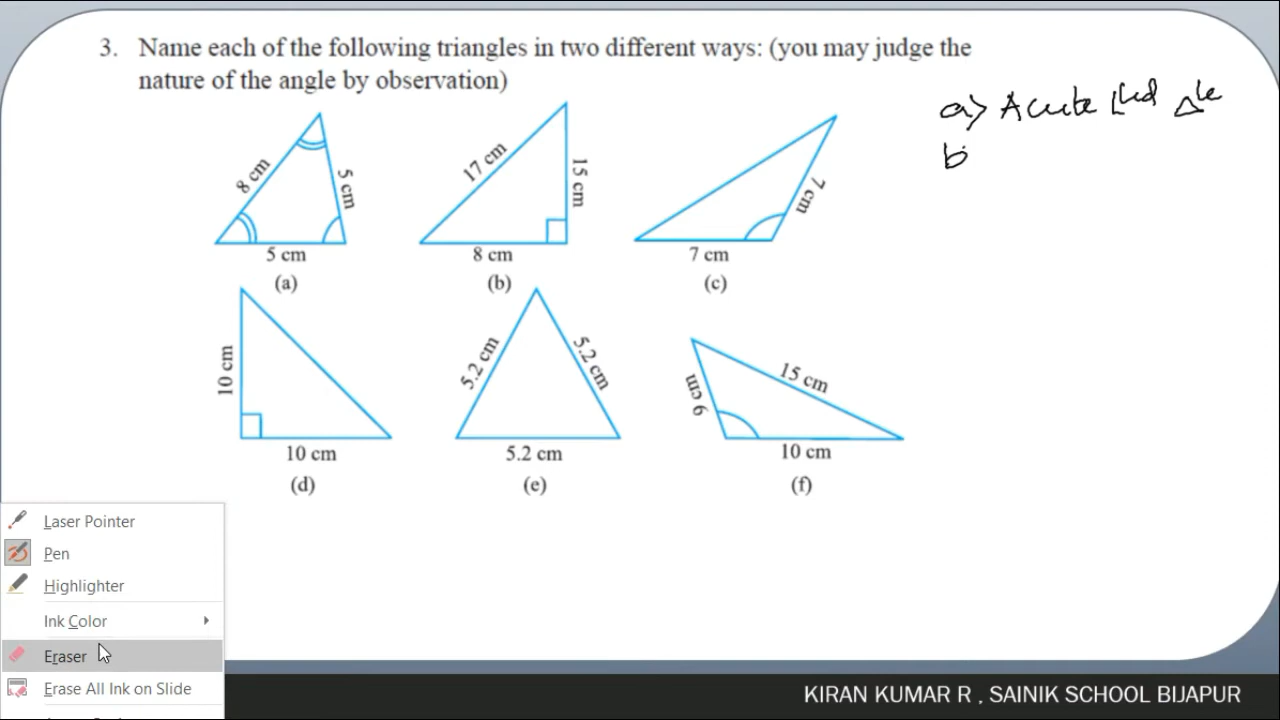 3. Name each of the following triangles in two different ways: (you may judge the
nature of the angle by observation)
a) Acute
b
8 cm
5 cm
5 cm
(a)
17 cm
15 cm
8 cm
(b)
7 cm
7 cm
(c)
10 cm
10 cm
(d)
5.2 cm
5.2 cm
5.2 cm
(e)
9 cm
15 cm
10 cm
(f)
Laser Pointer
Pen
Highlighter
Ink Color
Eraser
Erase All Ink on Slide
KIRAN KUMAR R , SAINIK SCHOOL BIJAPUR